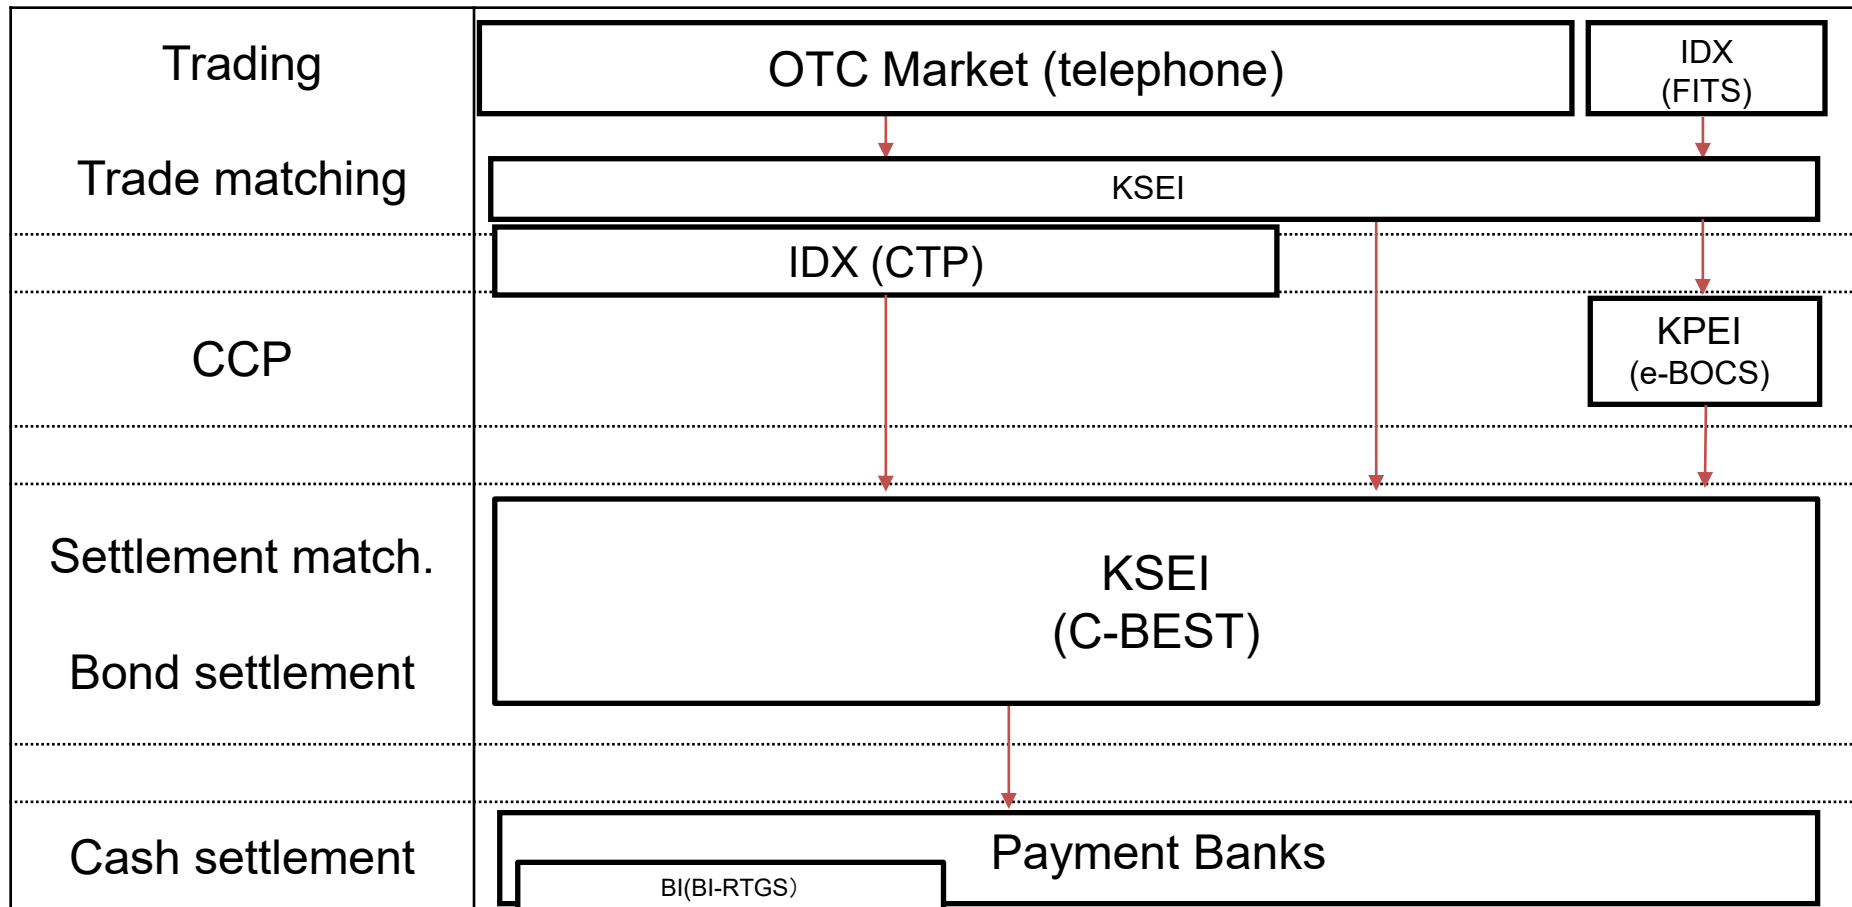 Trading
OTC Market (telephone)
IDX
(FITS)
Trade matching
KSEI
IDX (CTP)
CCP
KPEI
(e-BOCS)
Settlement match.
KSEI
(C-BEST)
Bond settlement
Cash settlement
Payment Banks
BI(BI-RTGS）